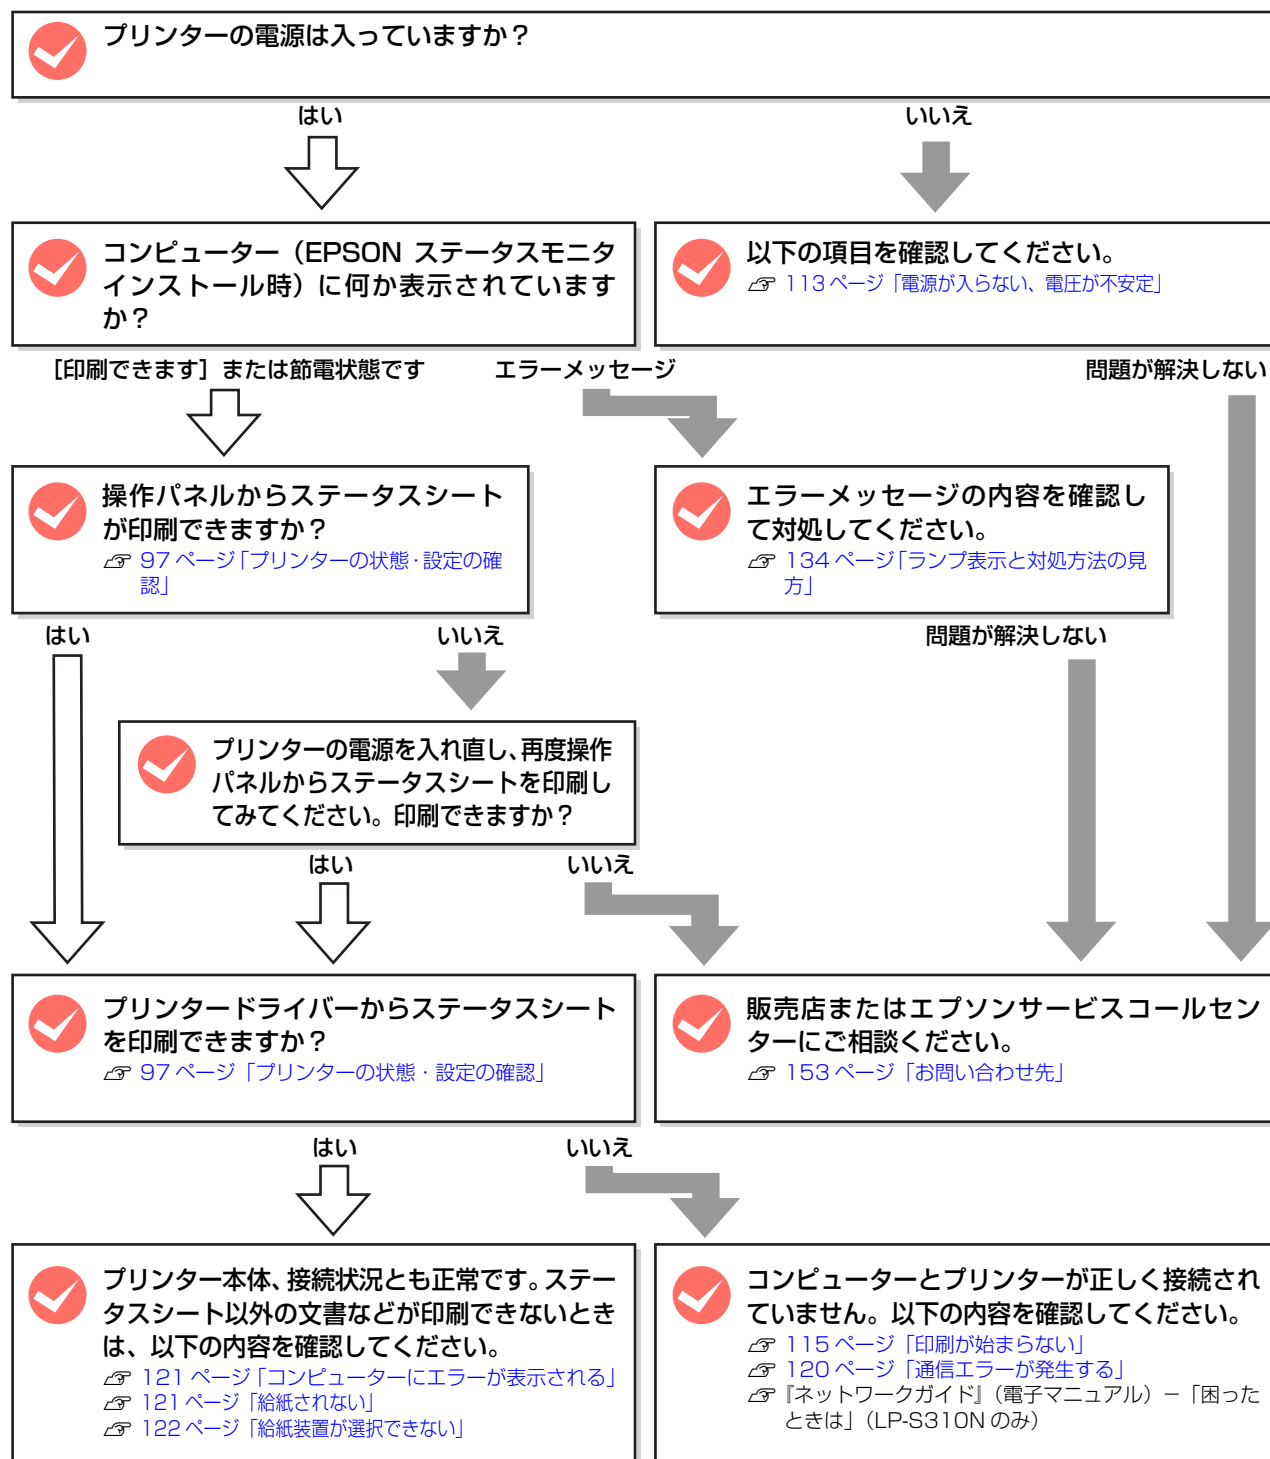 プリンターの電源は入っていますか？
はい
いいえ
コンピューター（EPSON ステータスモニタ
インストール時）に何か表示されています
か？
以下の項目を確認してください。
113 ページ「電源が入らない、電圧が不安定」
［印刷できます］または節電状態です
エラーメッセージ
問題が解決しない
操作パネルからステータスシート
が印刷できますか？
97 ページ「プリンターの状態・設定の確
認」
エラーメッセージの内容を確認し
て対処してください。
134 ページ「ランプ表示と対処方法の見
方」
はい
いいえ
問題が解決しない
プリンターの電源を入れ直し、再度操作
パネルからステータスシートを印刷し
てみてください。印刷できますか？
はい
いいえ
プリンタードライバーからステータスシート
を印刷できますか？
97 ページ「プリンターの状態・設定の確認」
販売店またはエプソンサービスコールセン
ターにご相談ください。
153 ページ「お問い合わせ先」
はい
いいえ
プリンター本体、接続状況とも正常です。ステー
タスシート以外の文書などが印刷できないとき
は、以下の内容を確認してください。
121 ページ「コンピューターにエラーが表示される」
121 ページ「給紙されない」
122 ページ「給紙装置が選択できない」
コンピューターとプリンターが正しく接続され
ていません。以下の内容を確認してください。
115 ページ「印刷が始まらない」
120 ページ「通信エラーが発生する」
『ネットワークガイド』（電子マニュアル）－「困った
ときは」（LP-S310N のみ）